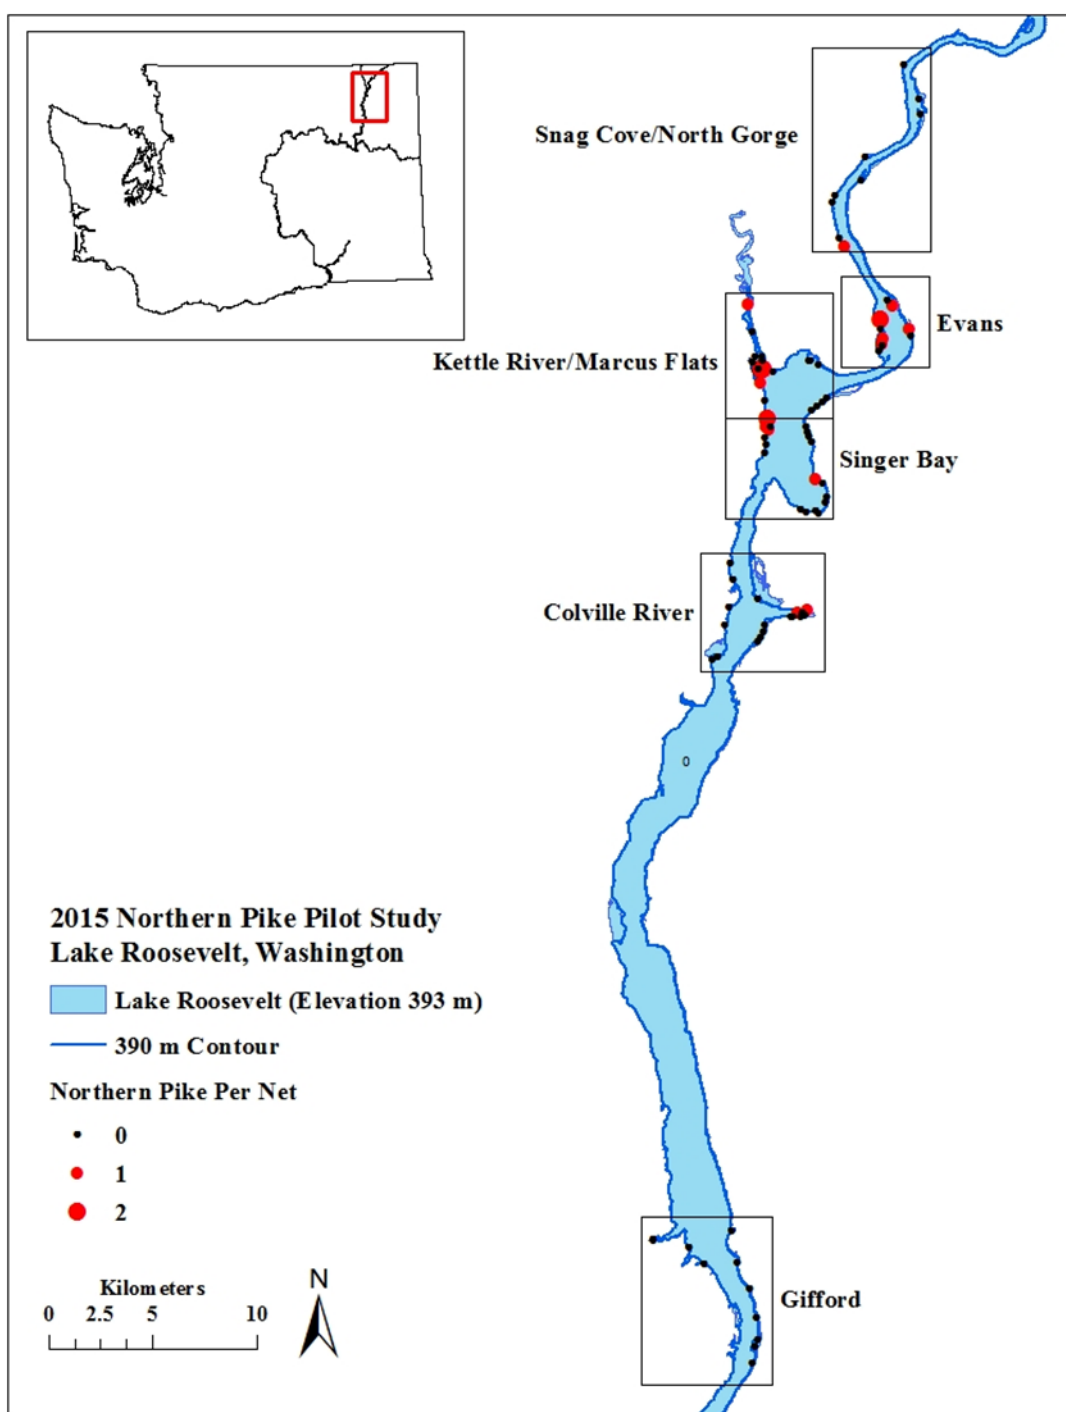 Snag Cove/North Gorge
Evans
Kettle River/Marcus Flats
Singer Bay
Colville River
0
2015 Northern Pike Pilot Study
Lake Roosevelt, Washington
Lake Roosevelt (Elevation 393 m)
390 m Contour
Northern Pike Per Net
0
1
2
Kilometers
0 2.5 5 10
N
Gifford